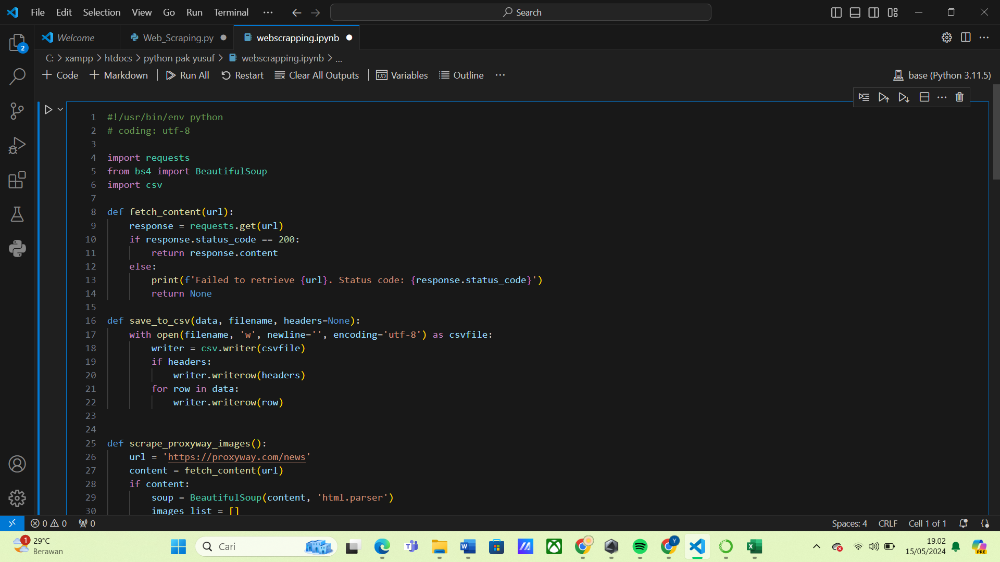 File Edit Selection View Go Run Terminal ··· Search
Welcome Web_Scraping.py webscrapping.ipynb
2
C: > xampp > htdocs > python pak yusuf > webscrapping.ipynb > ...
+ Code + Markdown Run All Restart Clear All Outputs Variables Outline ··· base (Python 3.11.5)
1 #!/usr/bin/env python
2 # coding: utf-8
3
4 import requests
5 from bs4 import BeautifulSoup
6 import csv
7
8 def fetch_content(url):
9     response = requests.get(url)
10     if response.status_code == 200:
11         return response.content
12     else:
13         print(f'Failed to retrieve {url}. Status code: {response.status_code}')
14         return None
15
16 def save_to_csv(data, filename, headers=None):
17     with open(filename, 'w', newline='', encoding='utf-8') as csvfile:
18         writer = csv.writer(csvfile)
19         if headers:
20             writer.writerow(headers)
21         for row in data:
22             writer.writerow(row)
23
24
25 def scrape_proxyway_images():
26     url = 'https://proxyway.com/news'
27     content = fetch_content(url)
28     if content:
29         soup = BeautifulSoup(content, 'html.parser')
30         images_list = []
0 0 0 Spaces: 4 CRLF Cell 1 of 1
1 29°C
Berawan
Cari
Y
PRE
19.02
15/05/2024